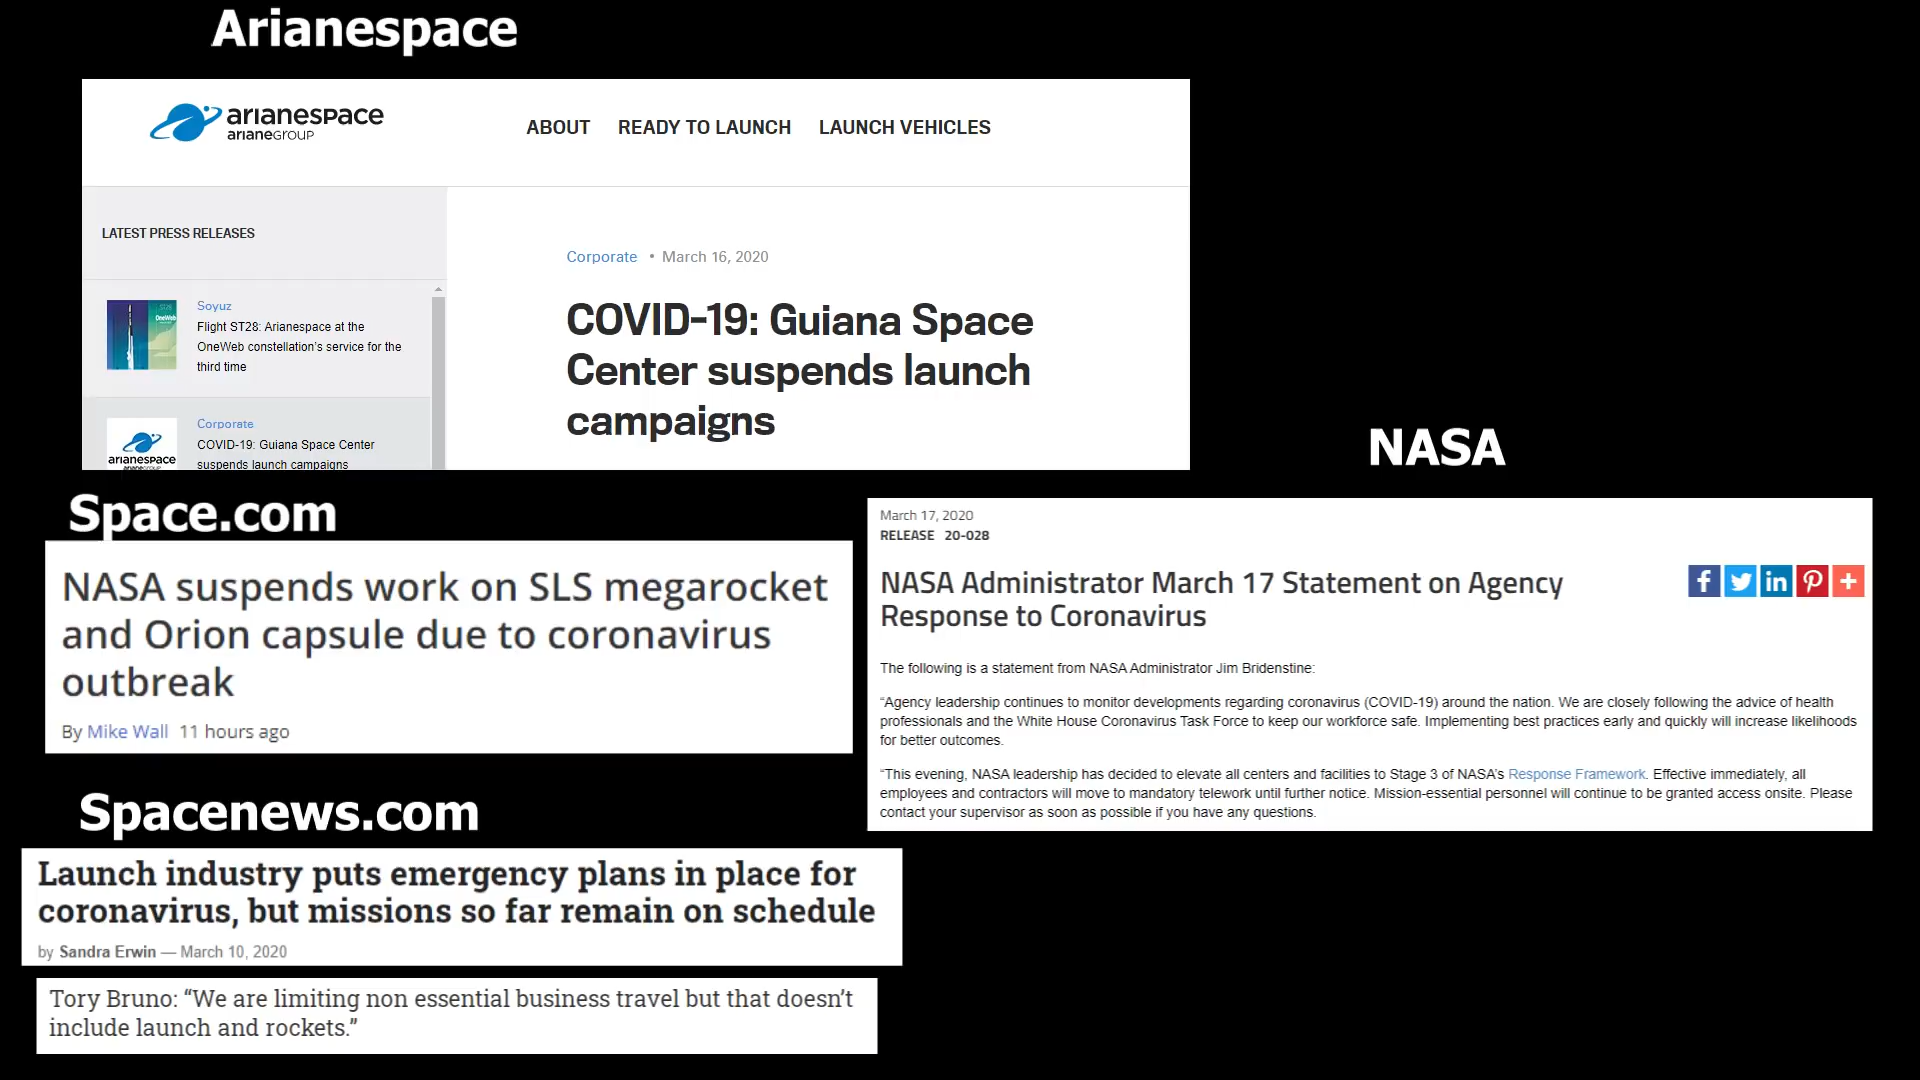 Arianespace
arianespace
arianeGROUP
ABOUT READY TO LAUNCH LAUNCH VEHICLES
LATEST PRESS RELEASES
Soyuz
Flight ST28: Arianespace at the
OneWeb constellation's service for the
third time
OneWeb
Corporate
COVID-19: Guiana Space Center
suspends launch campaigns
arianespace
Corporate • March 16, 2020
COVID-19: Guiana Space
Center suspends launch
campaigns
Space.com
NASA suspends work on SLS megarocket
and Orion capsule due to coronavirus
outbreak
By Mike Wall 11 hours ago
NASA
March 17, 2020
RELEASE 20-028
NASA Administrator March 17 Statement on Agency
Response to Coronavirus
The following is a statement from NASA Administrator Jim Bridenstine:
“Agency leadership continues to monitor developments regarding coronavirus (COVID-19) around the nation. We are closely following the advice of health
professionals and the White House Coronavirus Task Force to keep our workforce safe. Implementing best practices early and quickly will increase likelihoods
for better outcomes.
“This evening, NASA leadership has decided to elevate all centers and facilities to Stage 3 of NASA's Response Framework. Effective immediately, all
employees and contractors will move to mandatory telework until further notice. Mission-essential personnel will continue to be granted access onsite. Please
contact your supervisor as soon as possible if you have any questions.
Spacenews.com
Launch industry puts emergency plans in place for
coronavirus, but missions so far remain on schedule
by Sandra Erwin — March 10, 2020
Tory Bruno: “We are limiting non essential business travel but that doesn't
include launch and rockets.”